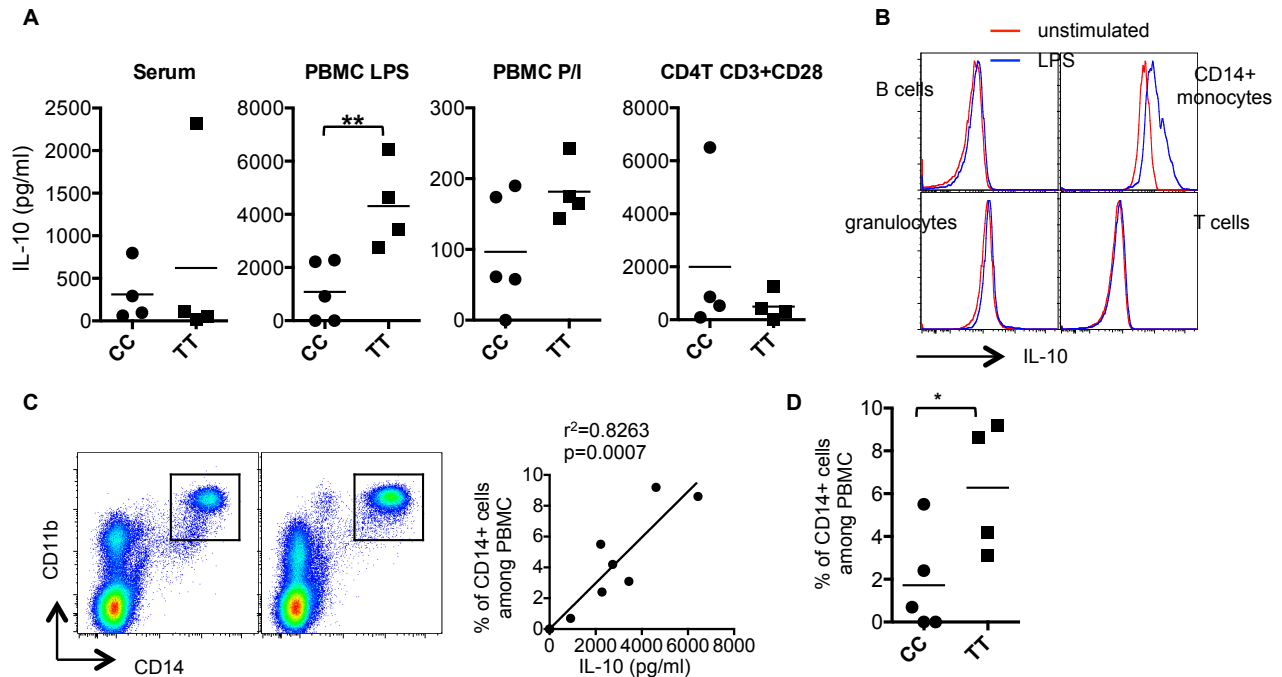 A
Serum
PBMC LPS
PBMC P/I
CD4T CD3+CD28
IL-10 (pg/ml)
2500
2000
1500
1000
500
0
CC
TT
8000
6000
4000
2000
0
**
CC
TT
300
200
100
0
CC
TT
8000
6000
4000
2000
0
CC
TT
B
unstimulated
LPS
B cells
CD14+
monocytes
granulocytes
T cells
IL-10
C
CD11b
CD14
r²=0.8263
p=0.0007
% of CD14+ cells
among PBMC
10
8
6
4
2
0
0
2000
4000
6000
8000
IL-10 (pg/ml)
D
% of CD14+ cells
among PBMC
10
8
6
4
2
0
*
CC
TT